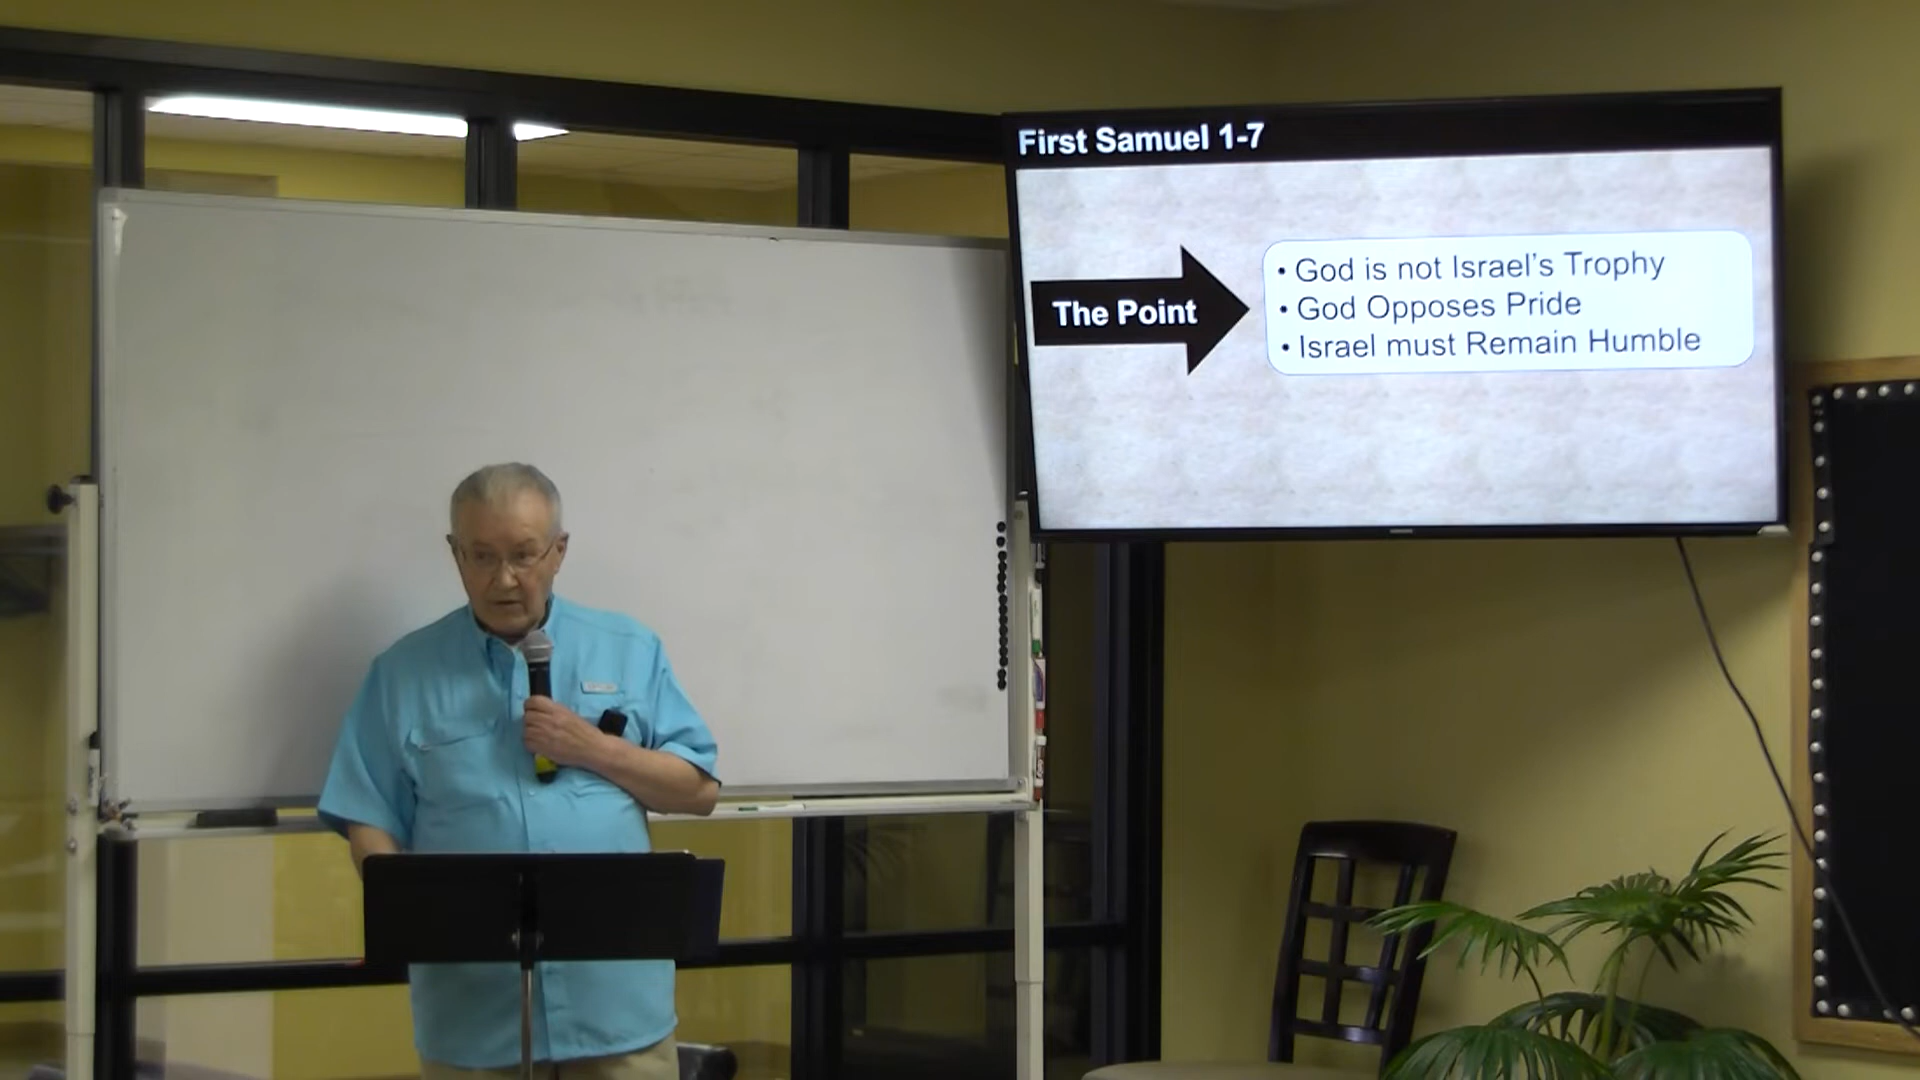 First Samuel 1-7
The Point
• God is not Israel's Trophy
• God Opposes Pride
• Israel must Remain Humble